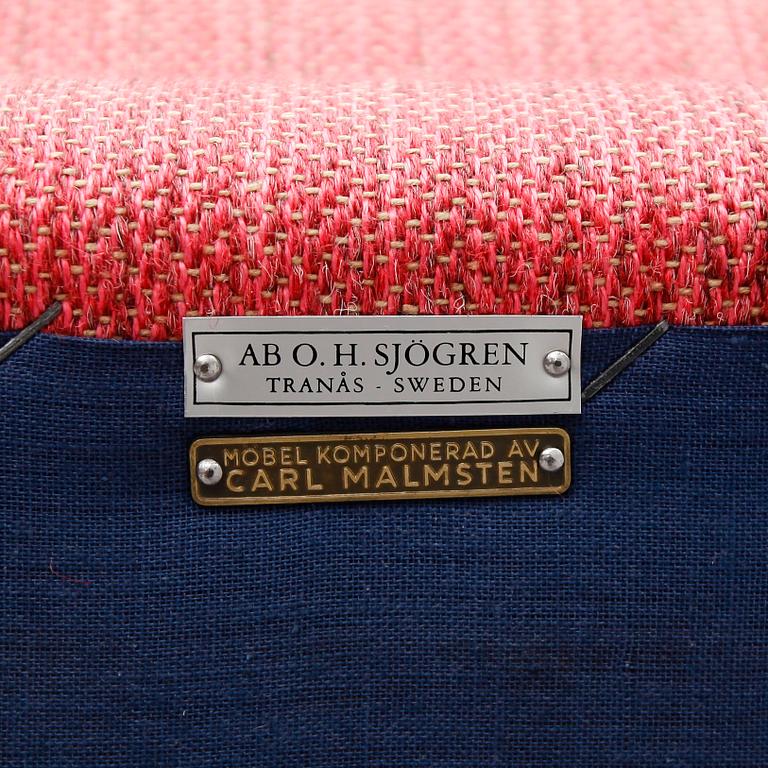 AB O. H. SJÖGREN
TRANÅS - SWEDEN
MÖBEL KOMPONERAD AV
CARL MALMSTEN